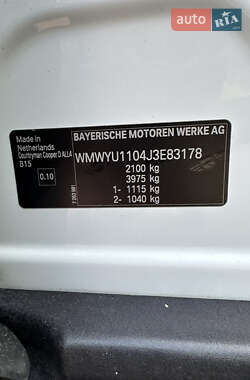 AUTO.RIA.com
BAYERISCHE MOTOREN WERKE AG
Made in
Netherlands
Countryman Cooper D ALL4
B15
0.10
WMWYU1104J3E83178
2100 kg
3975 kg
1- 1115 kg
2- 1040 kg